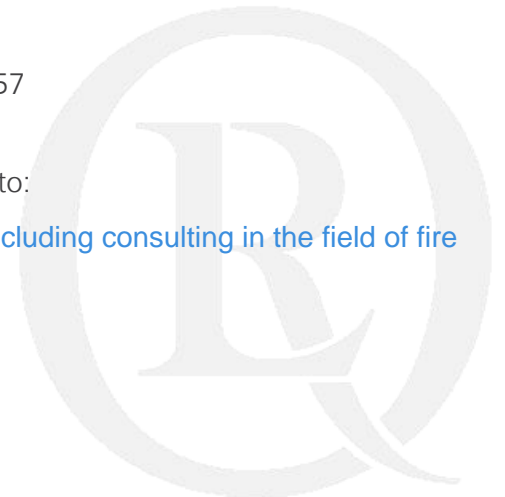 57
to:
cluding consulting in the field of fire